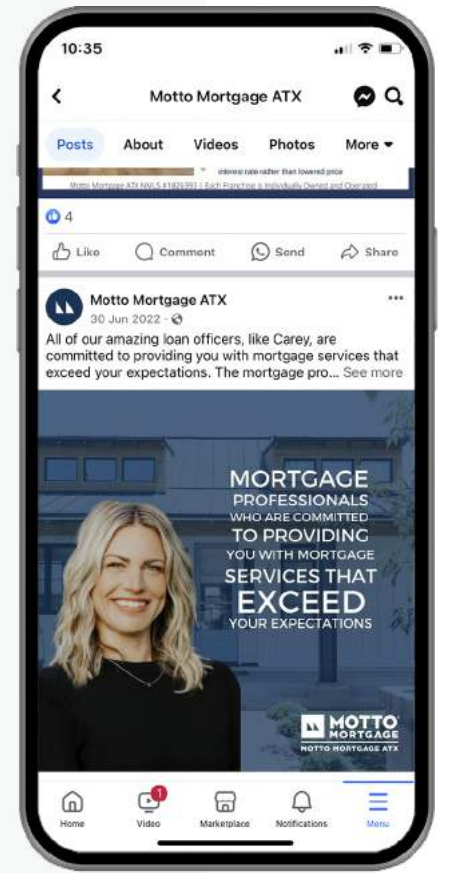 10:35
Motto Mortgage ATX
Posts About Videos Photos More
interest rate rather than lowered price
Motto Mortgage ATX NMLS #1825393 | Each Franchise is Individually Owned and Operated
4
Like Comment Send Share
Motto Mortgage ATX
30 Jun 2022 ·
All of our amazing loan officers, like Carey, are
committed to providing you with mortgage services that
exceed your expectations. The mortgage pro... See more
MORTGAGE
PROFESSIONALS
WHO ARE COMMITTED
TO PROVIDING
YOU WITH MORTGAGE
SERVICES THAT
EXCEED
YOUR EXPECTATIONS
MOTTO
MORTGAGE
MOTTO MORTGAGE ATX
1
Home Video Marketplace Notifications Menu